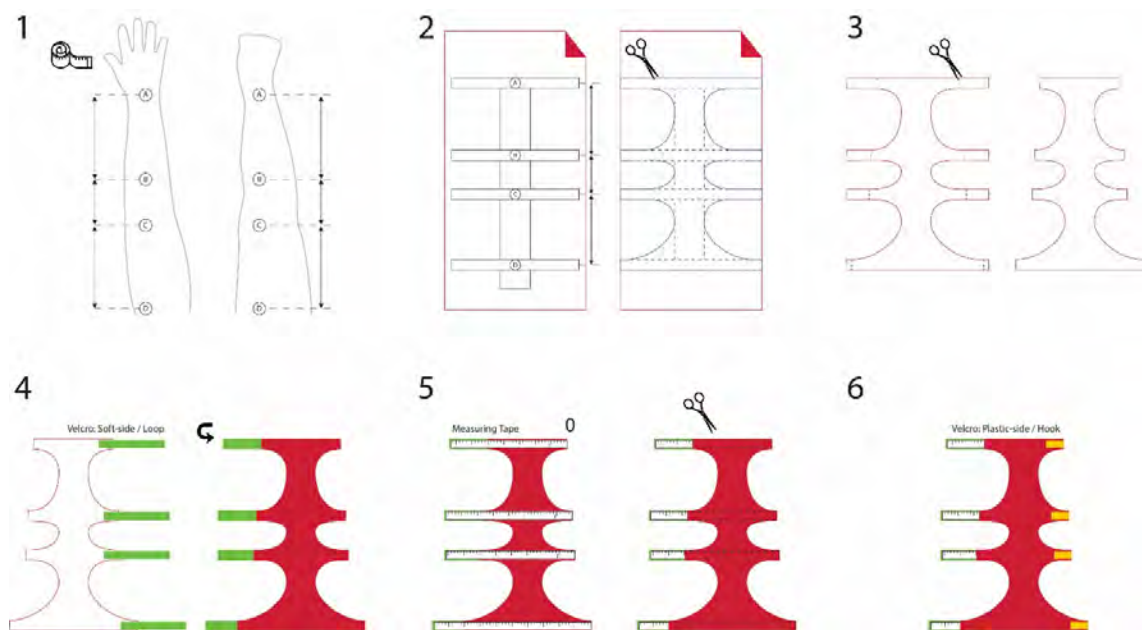 1
A
A
B
B
C
C
D
D
2
A
B
C
D
3
4
Velcro: Soft-side / Loop
5
Measuring Tape
0
6
Velcro: Plastic-side / Hook